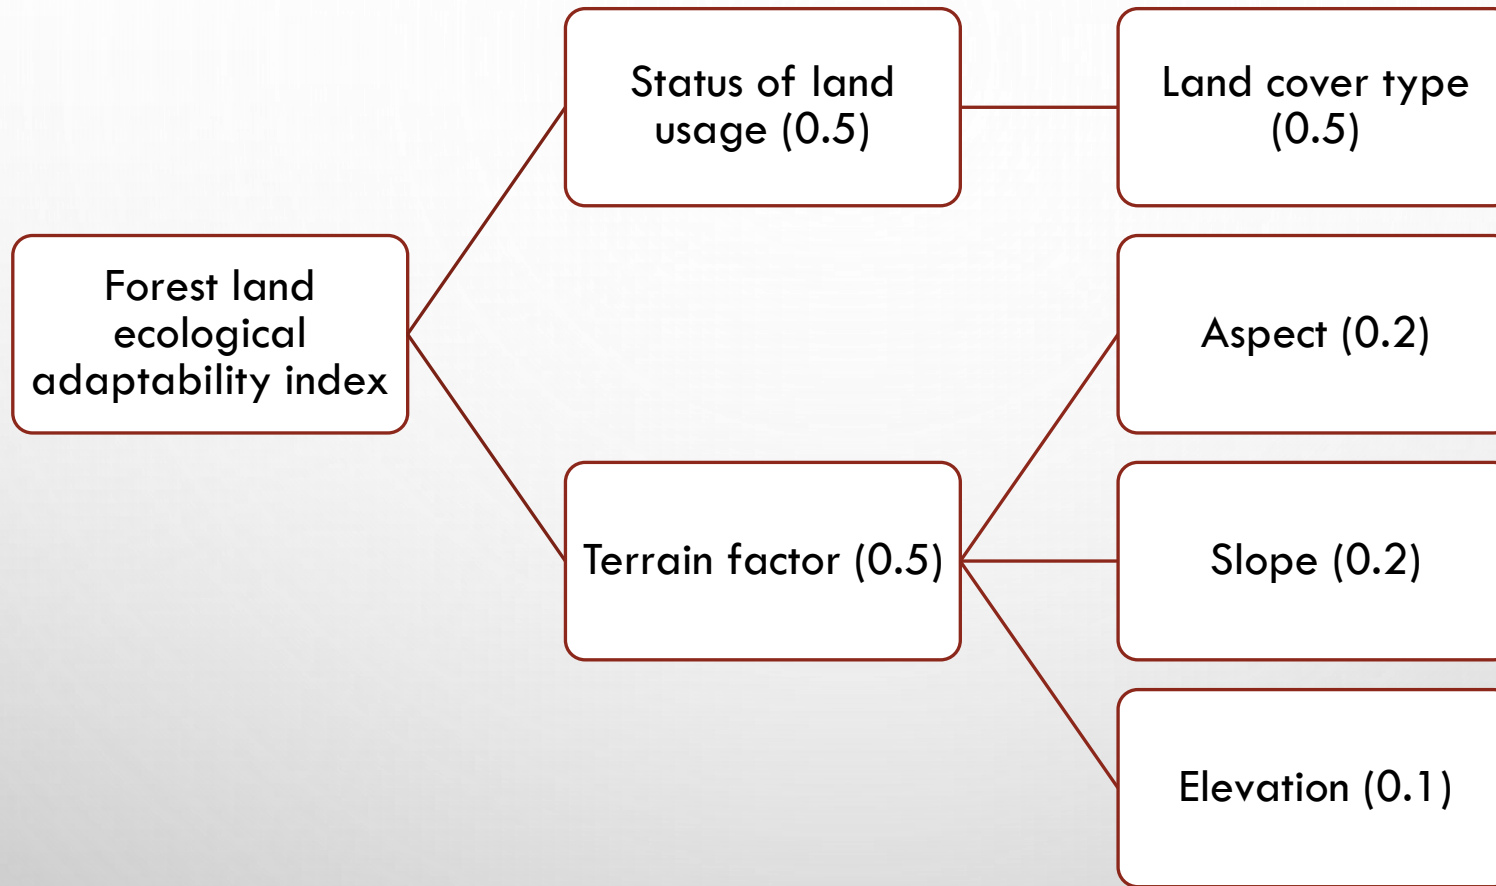 Forest land
ecological
adaptability index
Status of land
usage (0.5)
Land cover type
(0.5)
Terrain factor (0.5)
Aspect (0.2)
Slope (0.2)
Elevation (0.1)